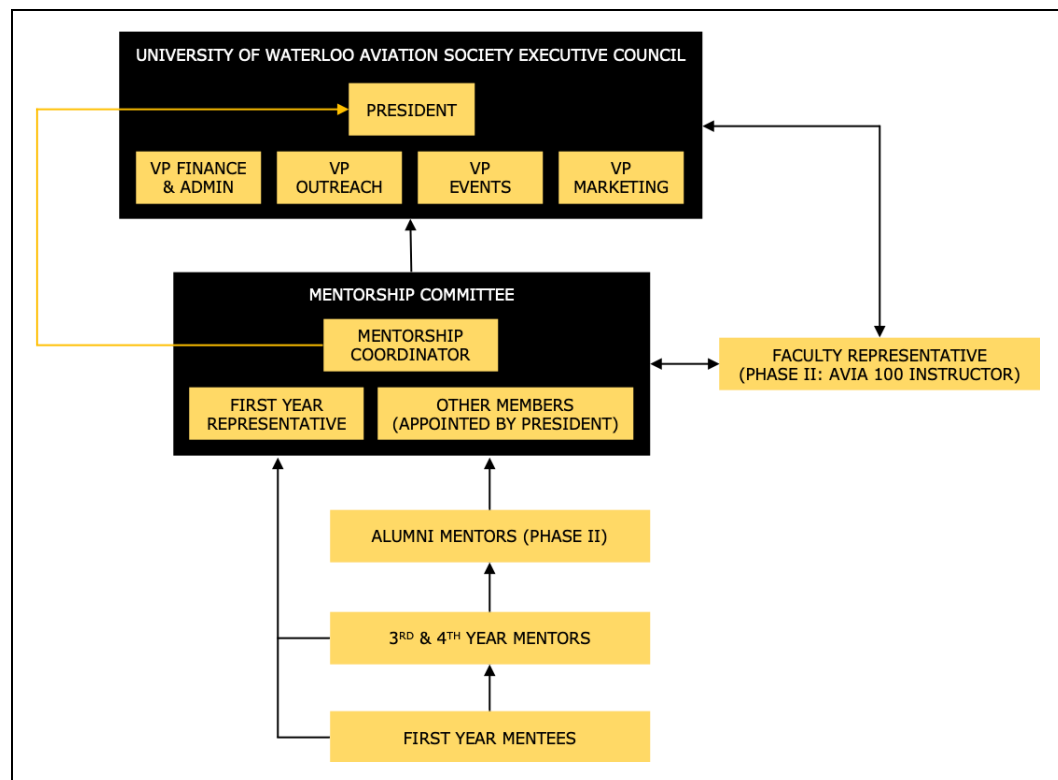 UNIVERSITY OF WATERLOO AVIATION SOCIETY EXECUTIVE COUNCIL
PRESIDENT
VP FINANCE
& ADMIN
VP
OUTREACH
VP
EVENTS
VP
MARKETING
MENTORSHIP COMMITTEE
MENTORSHIP
COORDINATOR
FIRST YEAR
REPRESENTATIVE
OTHER MEMBERS
(APPOINTED BY PRESIDENT)
FACULTY REPRESENTATIVE
(PHASE II: AVIA 100 INSTRUCTOR)
ALUMNI MENTORS (PHASE II)
3RD & 4TH YEAR MENTORS
FIRST YEAR MENTEES